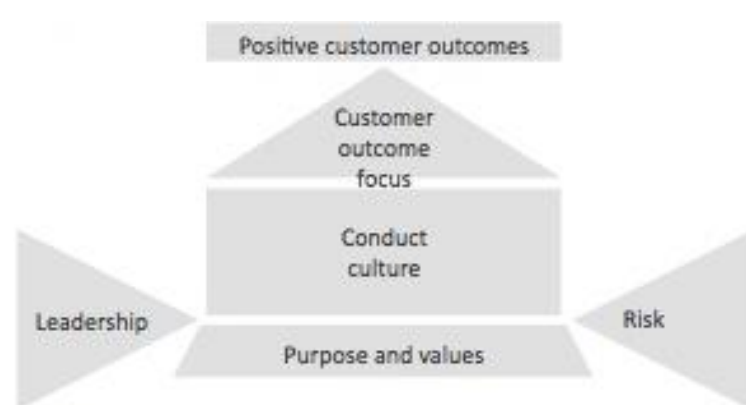 Positive customer outcomes
Customer
outcome
focus
Conduct
culture
Leadership
Risk
Purpose and values